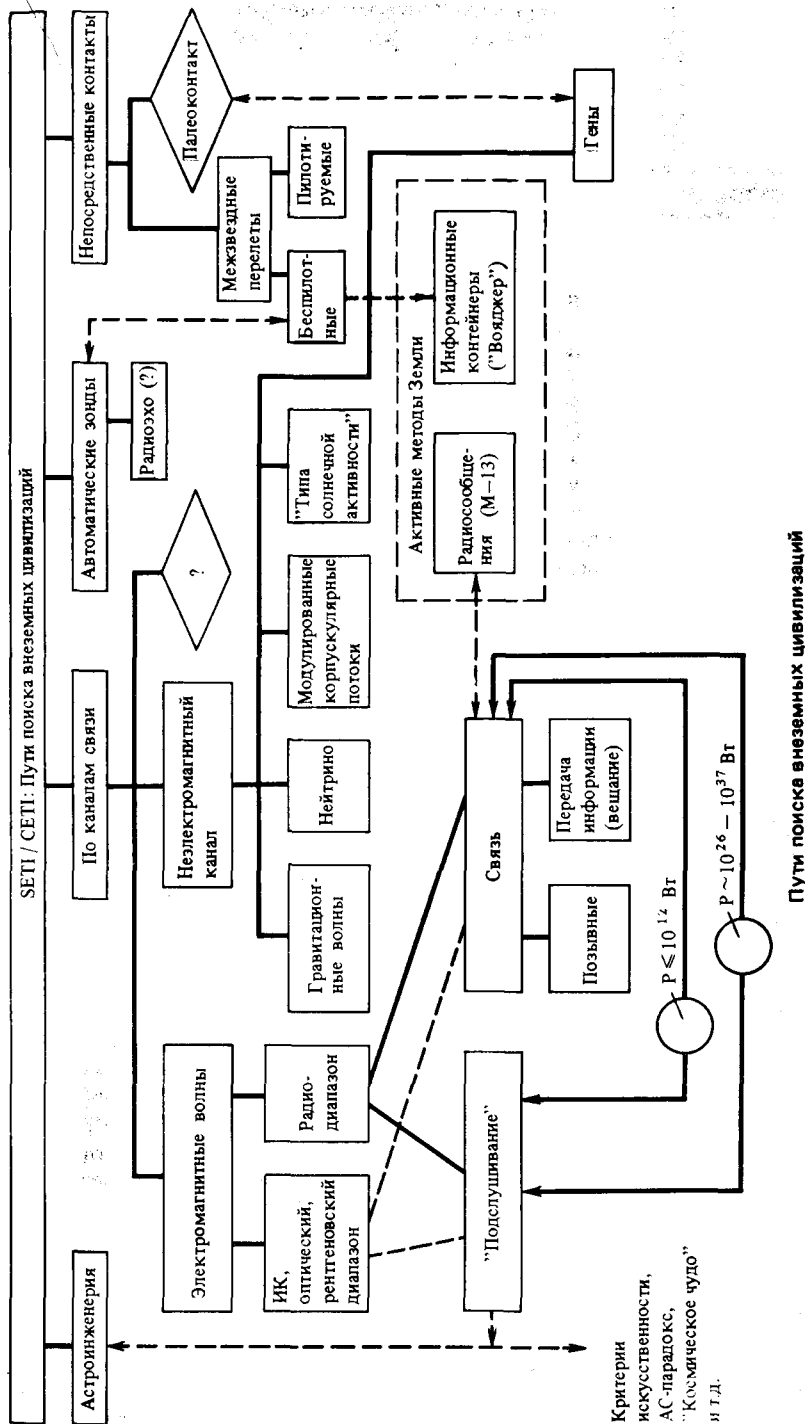 SETI / CETI: Пути поиска внеземных цивилизаций
Астроинженерия
По каналам связи
Автоматические зонды
Непосредственные контакты
Электромагнитные волны
Неэлектромагнитный
канал
?
Радиоэхо (?)
Межзвездные
перелеты
Палеоконтакт
ИК,
оптический,
рентгеновский
диапазон
Радио-
диапазон
Гравитацион-
ные волны
Нейтрино
Модулированные
корпускулярные
потоки
"Типа
солнечной
активности"
Беспилот-
ные
Пилоти-
руемые
Активные методы Земли
"Подслушивание"
Связь
Радиосообще-
ния (М—13)
Информационные
контейнеры
("Вояджер")
Гены
Позывные
Передача
информации
(вещание)
Критерии
искусственности,
АС-парадокс,
"Космическое чудо"
и т.д.
P ⩽ 10¹² Вт
P ~ 10²⁶ — 10³⁷ Вт
Пути поиска внеземных цивилизаций